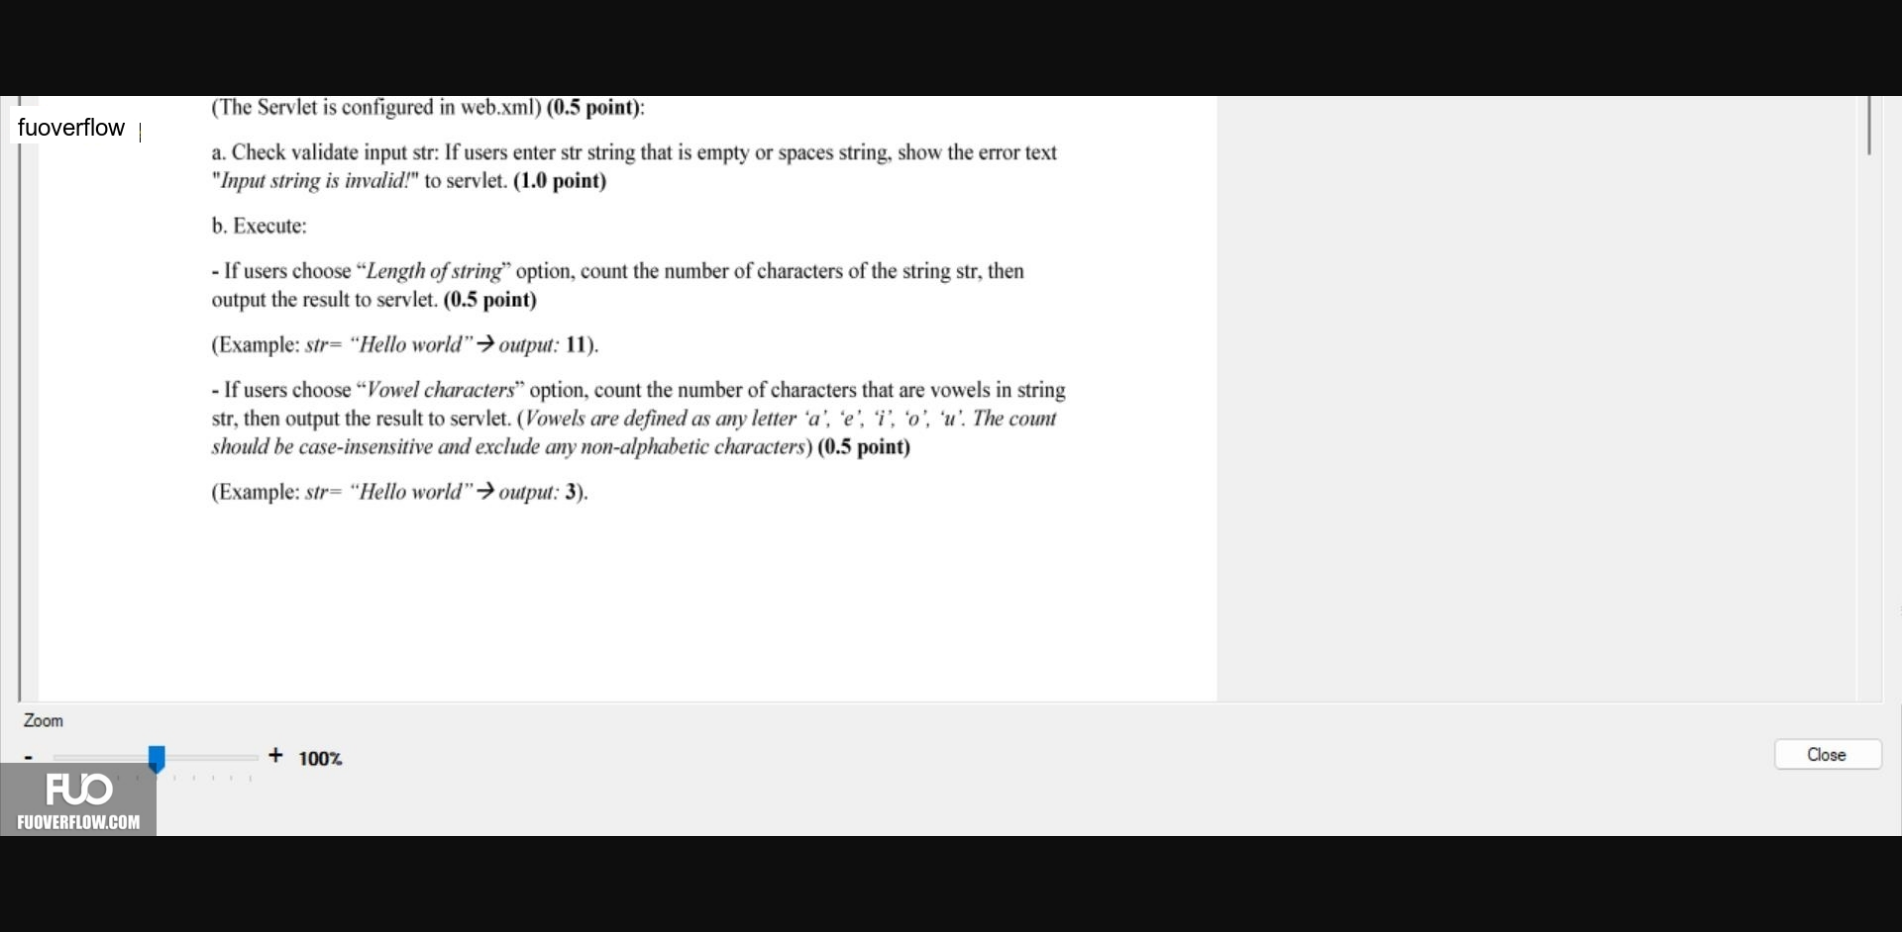 (The Servlet is configured in web.xml) (0.5 point):
fuoverflow
a. Check validate input str: If users enter str string that is empty or spaces string, show the error text
"Input string is invalid!" to servlet. (1.0 point)
b. Execute:
- If users choose “Length of string” option, count the number of characters of the string str, then
output the result to servlet. (0.5 point)
(Example: str= “Hello world”→ output: 11).
- If users choose “Vowel characters” option, count the number of characters that are vowels in string
str, then output the result to servlet. (Vowels are defined as any letter ‘a’, ‘e’, ‘i’, ‘o’, ‘u’. The count
should be case-insensitive and exclude any non-alphabetic characters) (0.5 point)
(Example: str= “Hello world”→ output: 3).
Zoom
- + 100%
Close
FUO
FUOVERFLOW.COM